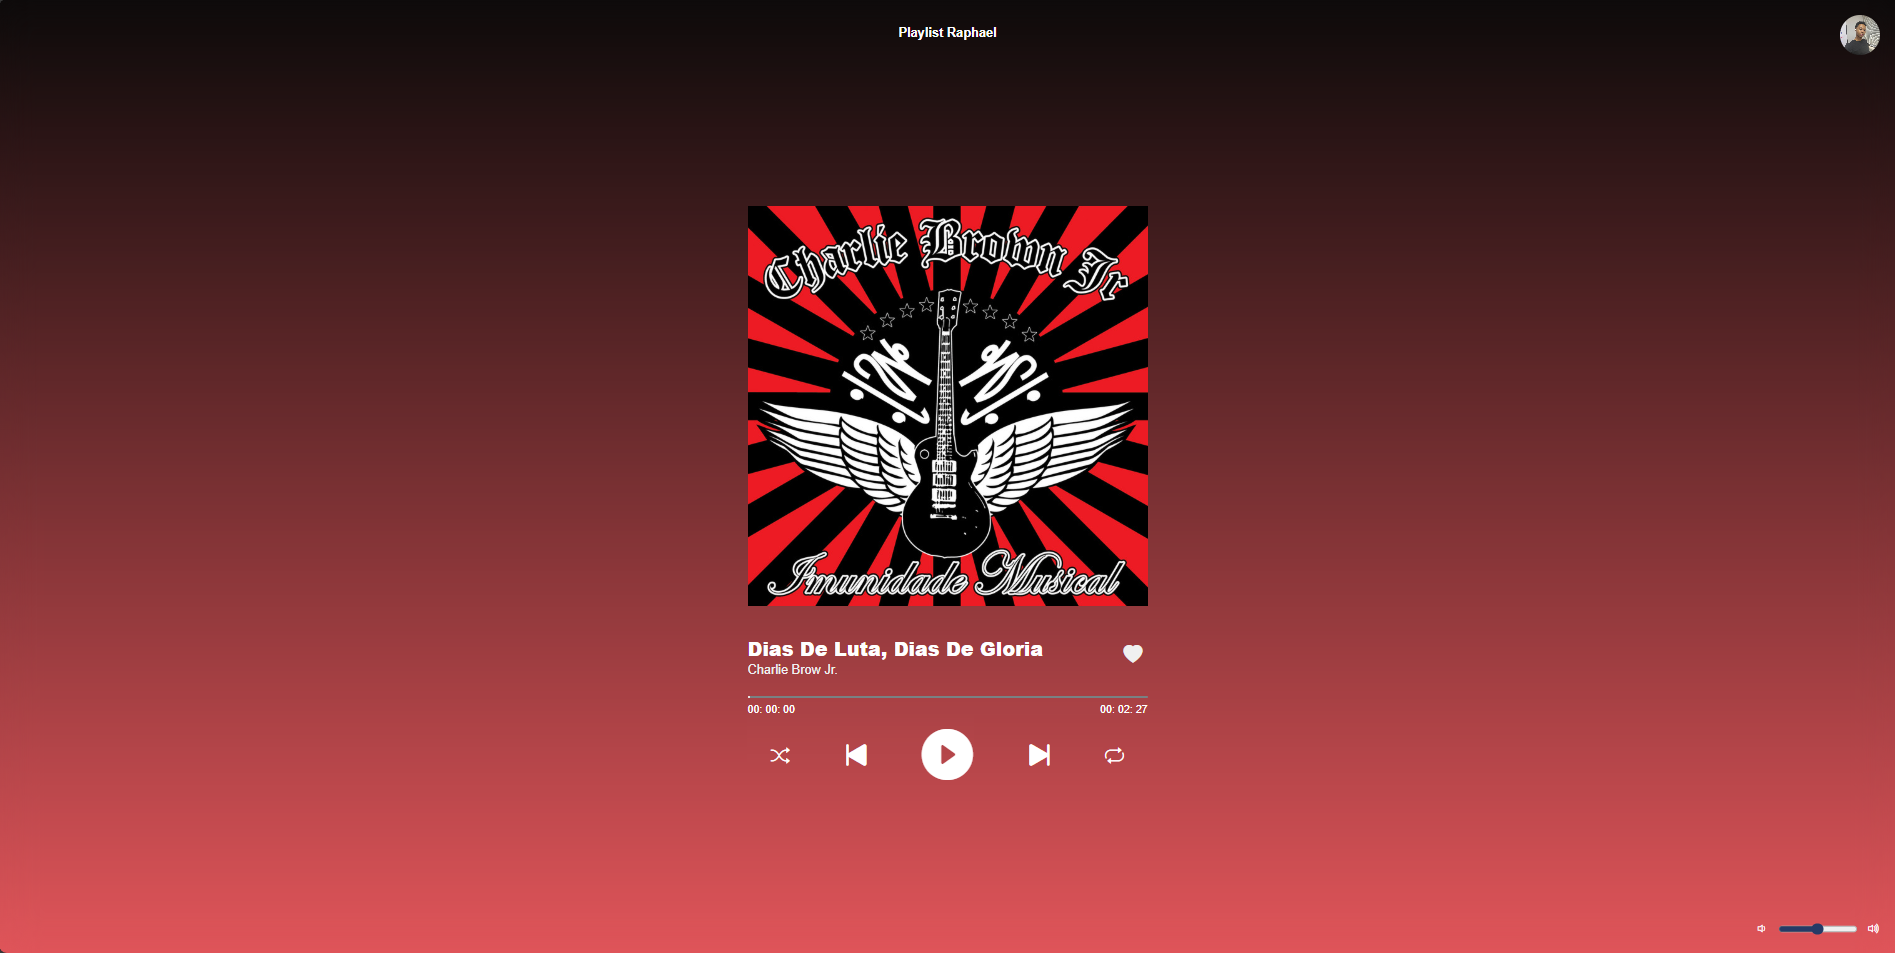 Playlist Raphael
Charlie Brown Jr
Imunidade Musical
Dias De Luta, Dias De Gloria
Charlie Brow Jr.
00: 00: 00
00: 02: 27